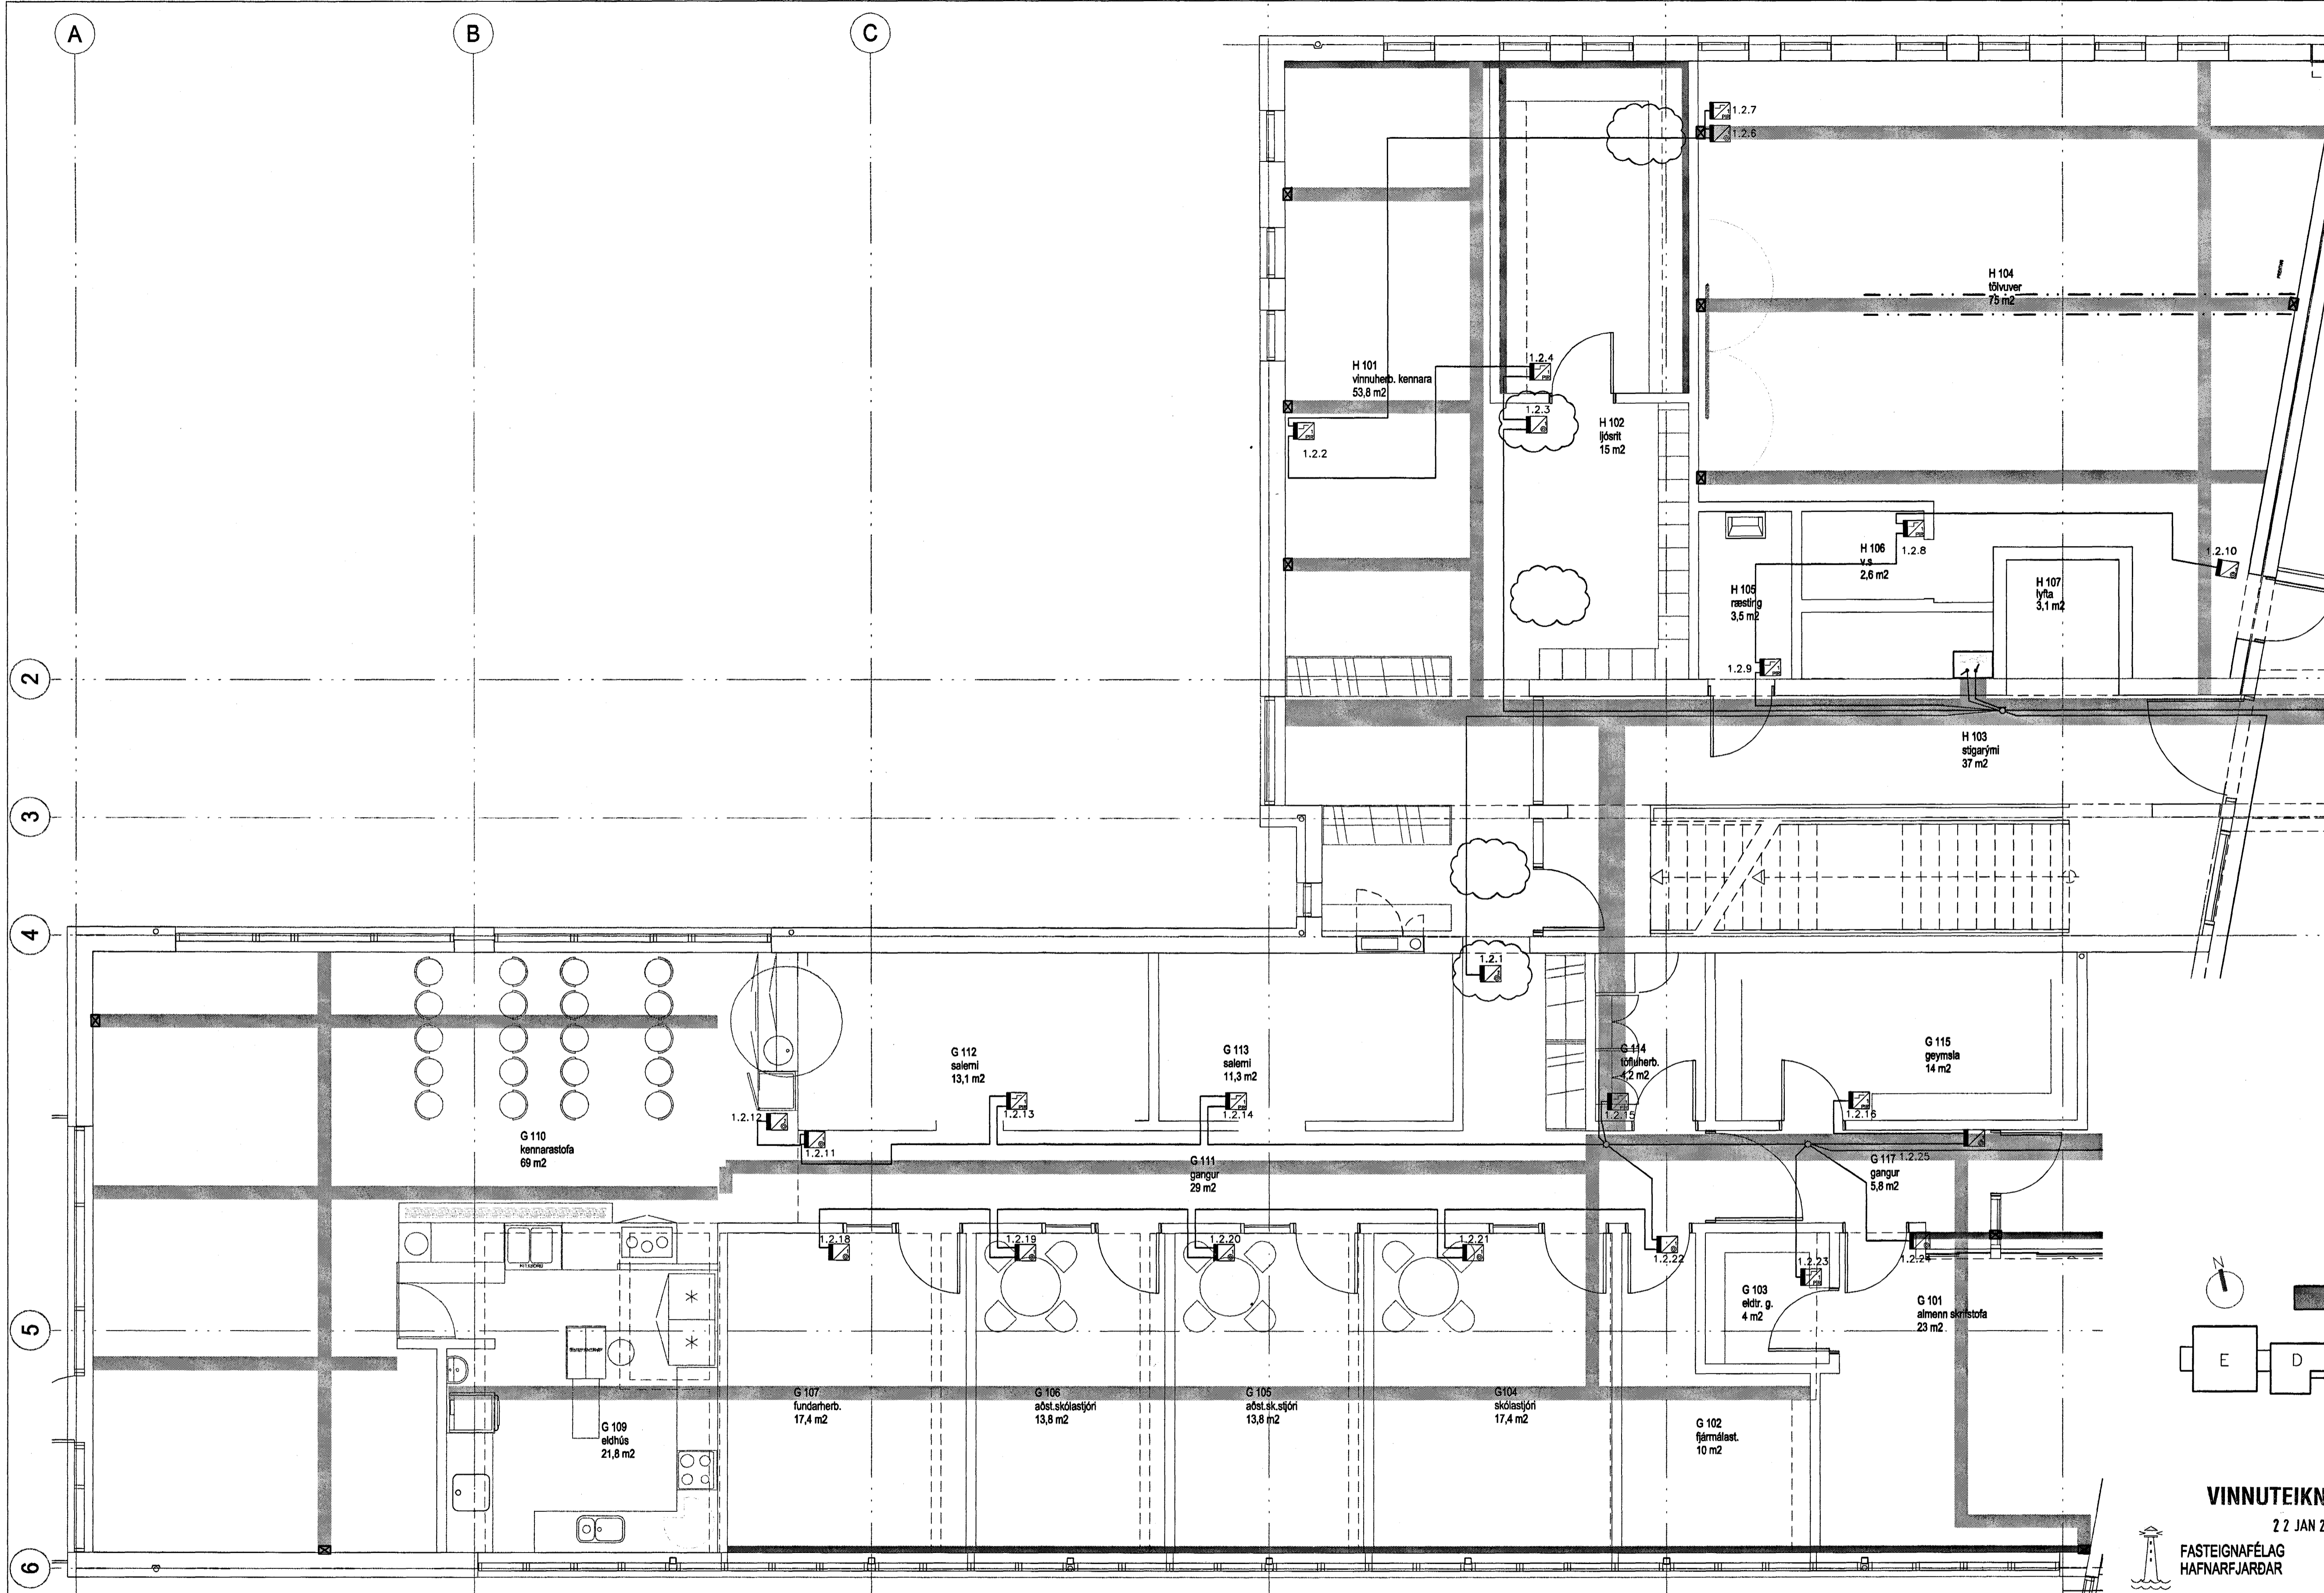 A
B
C
1.2.7
1.2.6
H 104
tölvuver
75 m2
1.2.4
H 101
vinnuherb. kennara
53,8 m2
1.2.3
H 102
ljósrit
15 m2
1.2.2
1.2.8
1.2.10
H 106
v.s
2,6 m2
H 105
ræsting
3,5 m2
H 107
lyfta
3,1 m2
1.2.9
2
H 103
stigarými
37 m2
3
4
1.2.1
G 112
salerni
13,1 m2
G 113
salerni
11,3 m2
G 114
töfluherb.
4,2 m2
G 115
geymsla
14 m2
1.2.12
1.2.13
1.2.14
1.2.15
1.2.16
G 110
kennarastofa
69 m2
1.2.11
G 111
gangur
29 m2
1.2.25
G 117
gangur
5,8 m2
1.2.18
1.2.19
1.2.20
1.2.21
1.2.22
1.2.23
1.2.24
N
G 103
eldtr. g.
4 m2
G 101
almenn skrifstofa
23 m2
5
E
D
G 107
fundarherb.
17,4 m2
G 106
aðst.skólastjóri
13,8 m2
G 105
aðst.sk.stjóri
13,8 m2
G104
skólastjóri
17,4 m2
G 102
fjármálast.
10 m2
G 109
eldhús
21,8 m2
VINNUTEIKN
22 JAN 2
FASTEIGNAFÉLAG
HAFNARFJARÐAR
6